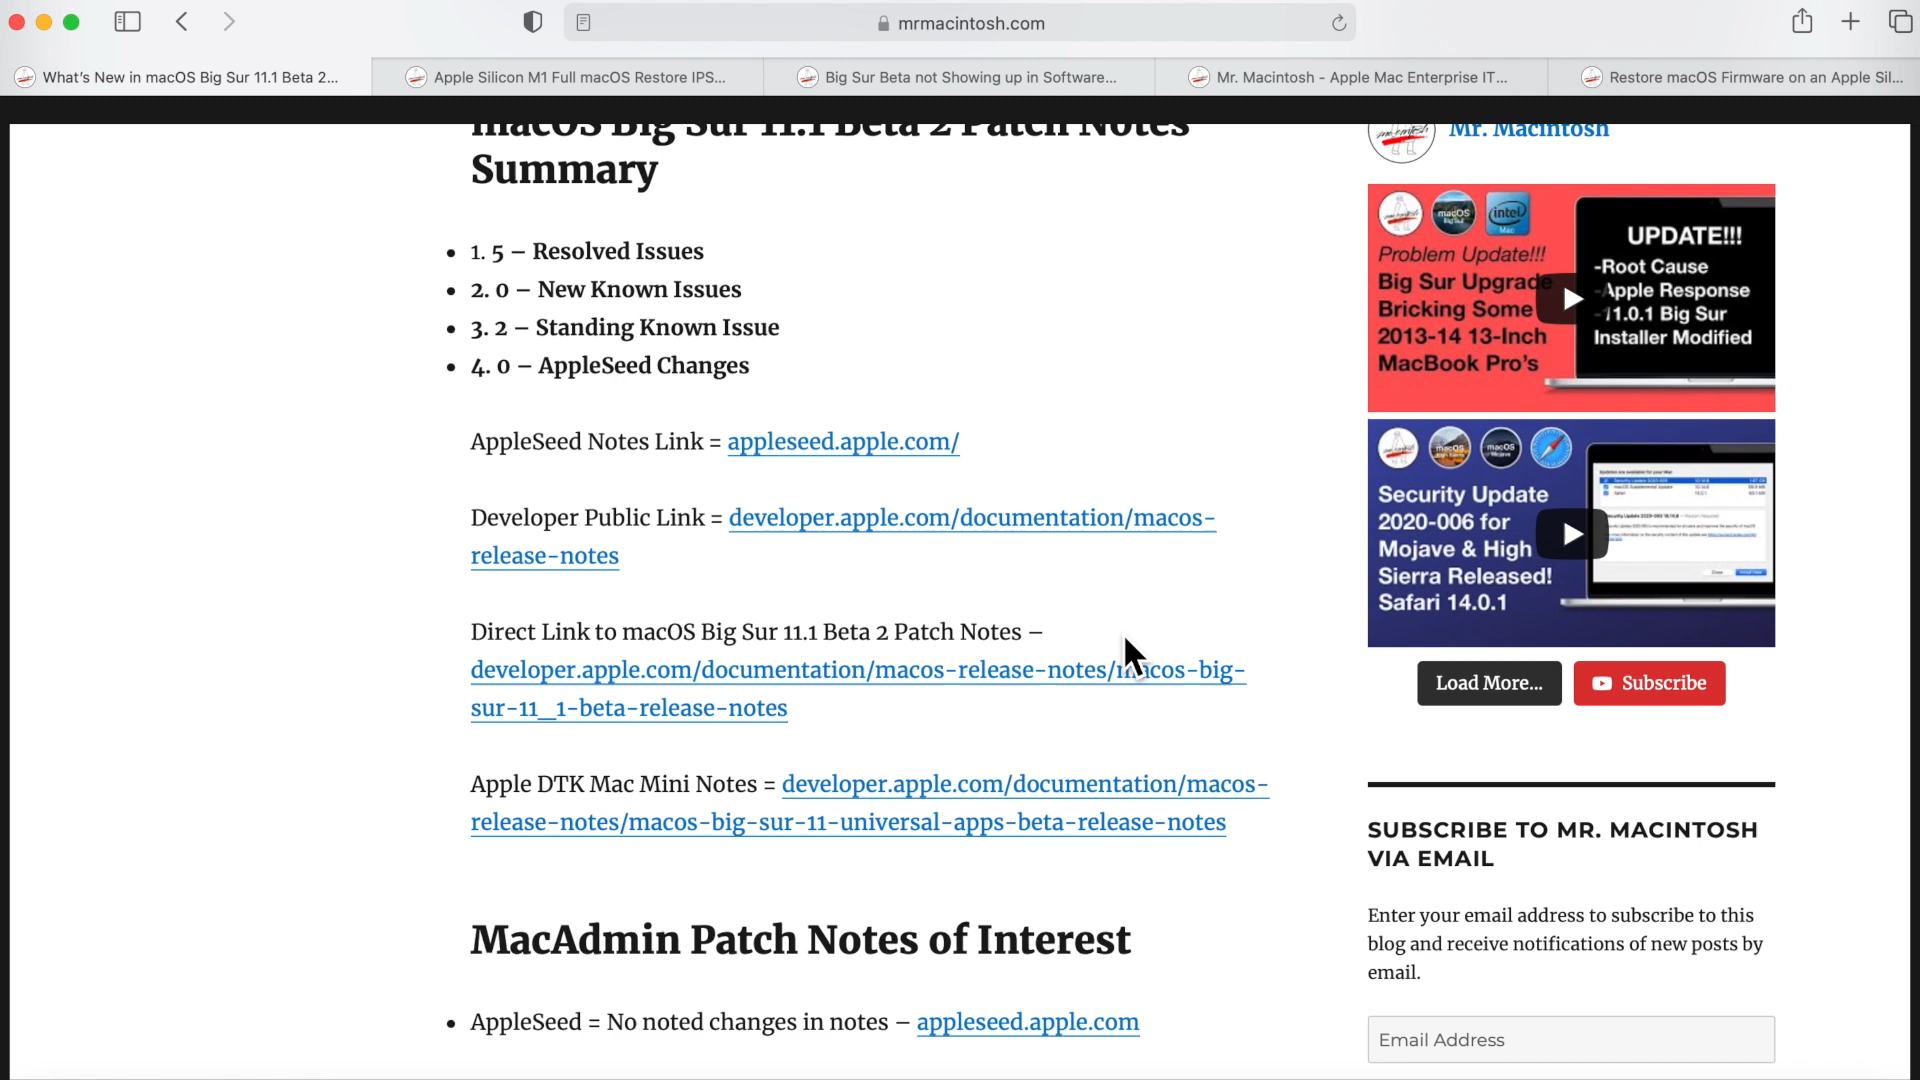 mrmacintosh.com
What's New in macOS Big Sur 11.1 Beta 2...
Apple Silicon M1 Full macOS Restore IPS...
Big Sur Beta not Showing up in Software...
Mr. Macintosh - Apple Mac Enterprise IT...
Restore macOS Firmware on an Apple Sil...
macOS Big Sur 11.1 Beta 2 Patch Notes
Summary
• 1. 5 – Resolved Issues
• 2. 0 – New Known Issues
• 3. 2 – Standing Known Issue
• 4. 0 – AppleSeed Changes
AppleSeed Notes Link = appleseed.apple.com/
Developer Public Link = developer.apple.com/documentation/macos-
release-notes
Direct Link to macOS Big Sur 11.1 Beta 2 Patch Notes –
developer.apple.com/documentation/macos-release-notes/macos-big-
sur-11_1-beta-release-notes
Apple DTK Mac Mini Notes = developer.apple.com/documentation/macos-
release-notes/macos-big-sur-11-universal-apps-beta-release-notes
MacAdmin Patch Notes of Interest
• AppleSeed = No noted changes in notes – appleseed.apple.com
Mr. Macintosh
macOS
Big Sur
intel
Mac
Problem Update!!!
Big Sur Upgrade
Bricking Some
2013-14 13-Inch
MacBook Pro's
UPDATE!!!
-Root Cause
-Apple Response
-11.0.1 Big Sur
Installer Modified
macOS
macOS
Mojave
Security Update
2020-006 for
Mojave & High
Sierra Released!
Safari 14.0.1
Load More...
Subscribe
SUBSCRIBE TO MR. MACINTOSH
VIA EMAIL
Enter your email address to subscribe to this
blog and receive notifications of new posts by
email.
Email Address